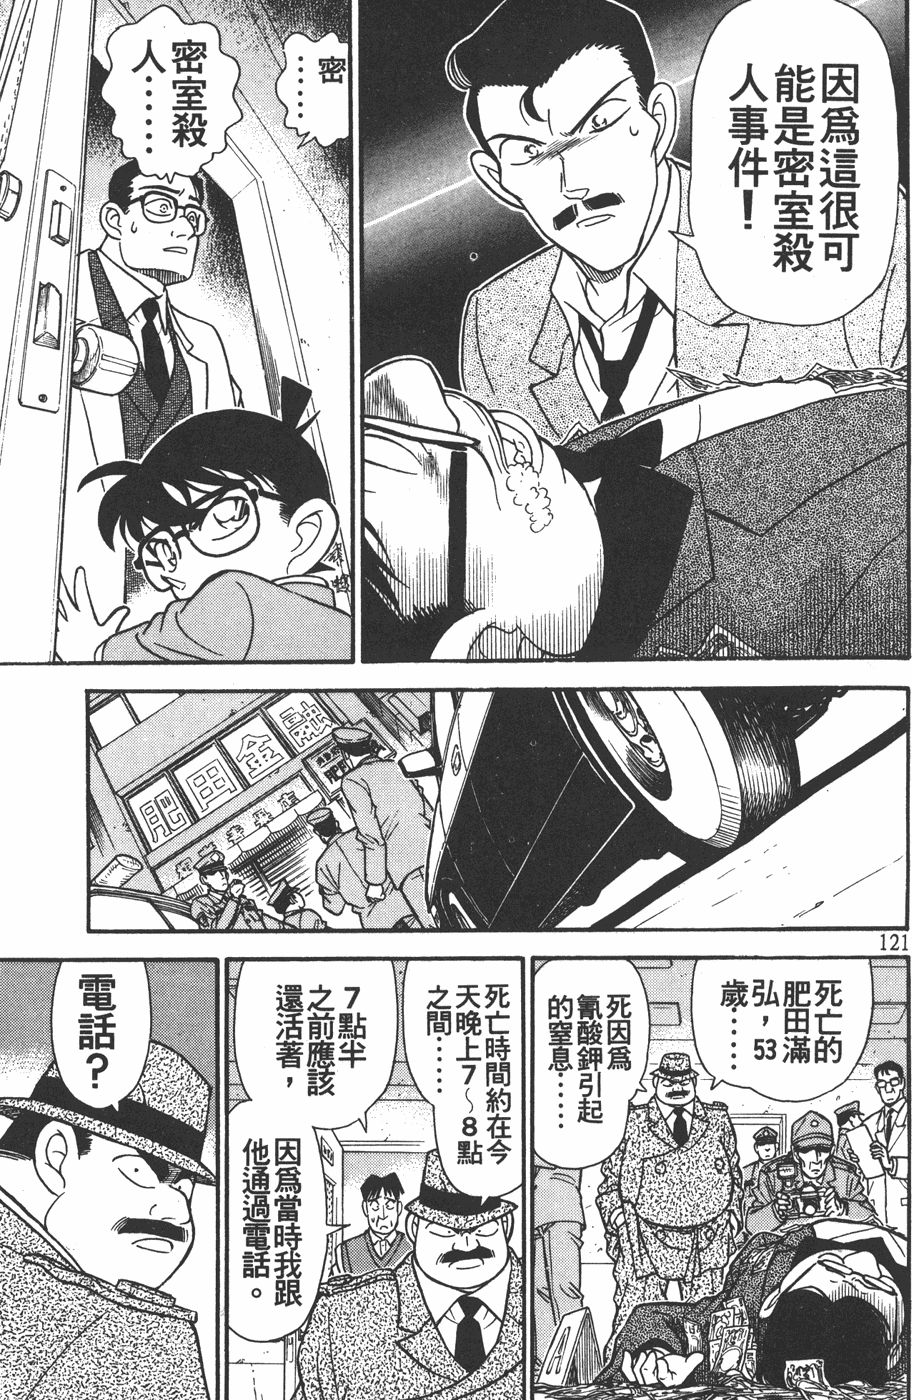 因為這很可
能是密室殺
人事件！
密
……
密室殺
人……
肥田金融
121
死亡的
肥田滿
弘，53
歲……
死因為
氰酸鉀引起
的窒息……
死亡時間約在今
天晚上7～8點
之間……
7點半
之前應該
還活著，
因為當時我跟
他通過電話。
電話？